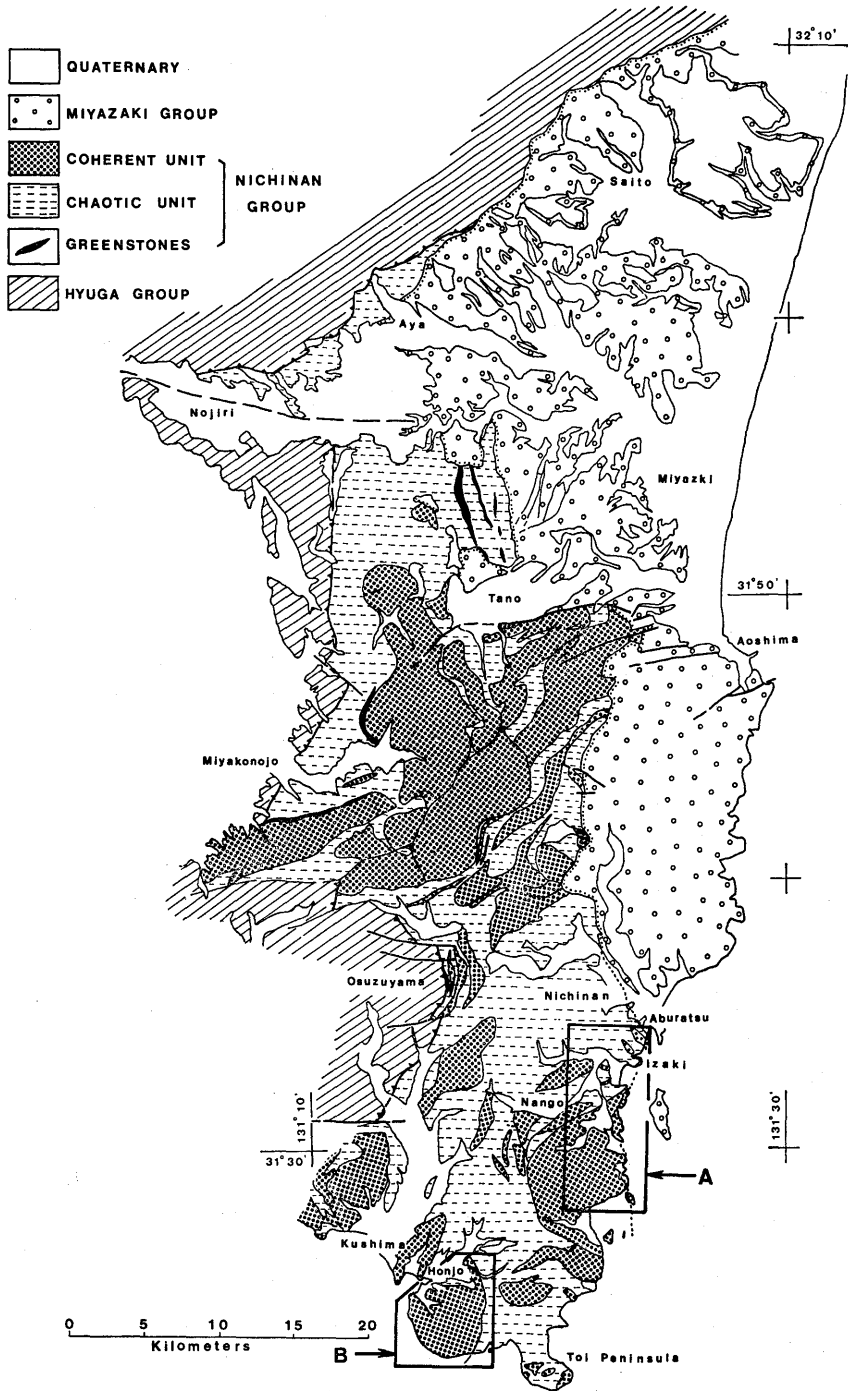 QUATERNARY
MIYAZAKI GROUP
COHERENT UNIT
CHAOTIC UNIT
GREENSTONES
NICHINAN
GROUP
HYUGA GROUP
32°10'
Saito
Aya
Nojiri
Miyazki
31°50'
Tano
Aoshima
Miyakonojo
Osuzuyama
Nichinan
Aburatsu
Izaki
Nango
131°10'
131°30'
31°30'
A
Kushima
Honjo
0 5 10 15 20
Kilometers
B
Toi Peninsula